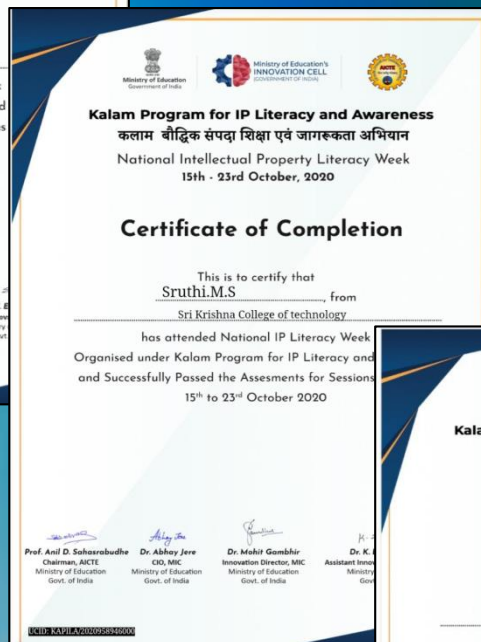 Ministry of Education
Government of India
Ministry of Education's
INNOVATION CELL
(GOVERNMENT OF INDIA)
Kalam Program for IP Literacy and Awareness
कलाम बौद्धिक संपदा शिक्षा एवं जागरूकता अभियान
National Intellectual Property Literacy Week
15th - 23rd October, 2020
Certificate of Completion
This is to certify that
Sruthi.M.S, from
Sri Krishna College of technology
has attended National IP Literacy Week
Organised under Kalam Program for IP Literacy and
and Successfully Passed the Assesments for Sessions
15th to 23rd October 2020
Prof. Anil D. Sahasrabudhe
Chairman, AICTE
Ministry of Education
Govt. of India
Dr. Abhay Jere
CIO, MIC
Ministry of Education
Govt. of India
Dr. Mohit Gambhir
Innovation Director, MIC
Ministry of Education
Govt. of India
Dr. K.
Assistant Innov
Ministry
Gov
UCID: KAPILA/2020958946000
Kala